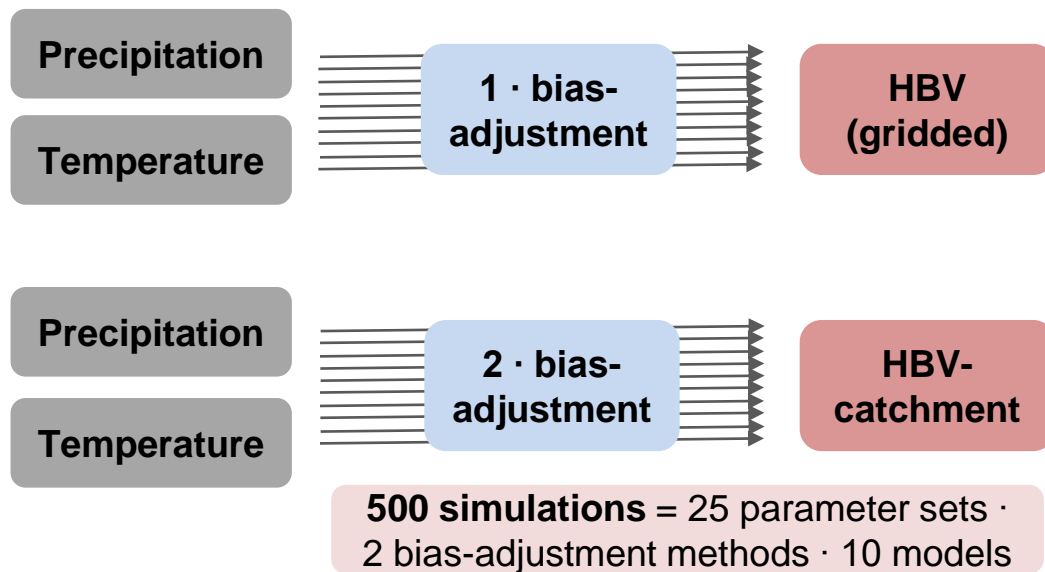 Precipitation
Temperature
1 · bias-
adjustment
HBV
(gridded)
Precipitation
Temperature
2 · bias-
adjustment
HBV-
catchment
500 simulations = 25 parameter sets ·
2 bias-adjustment methods · 10 models